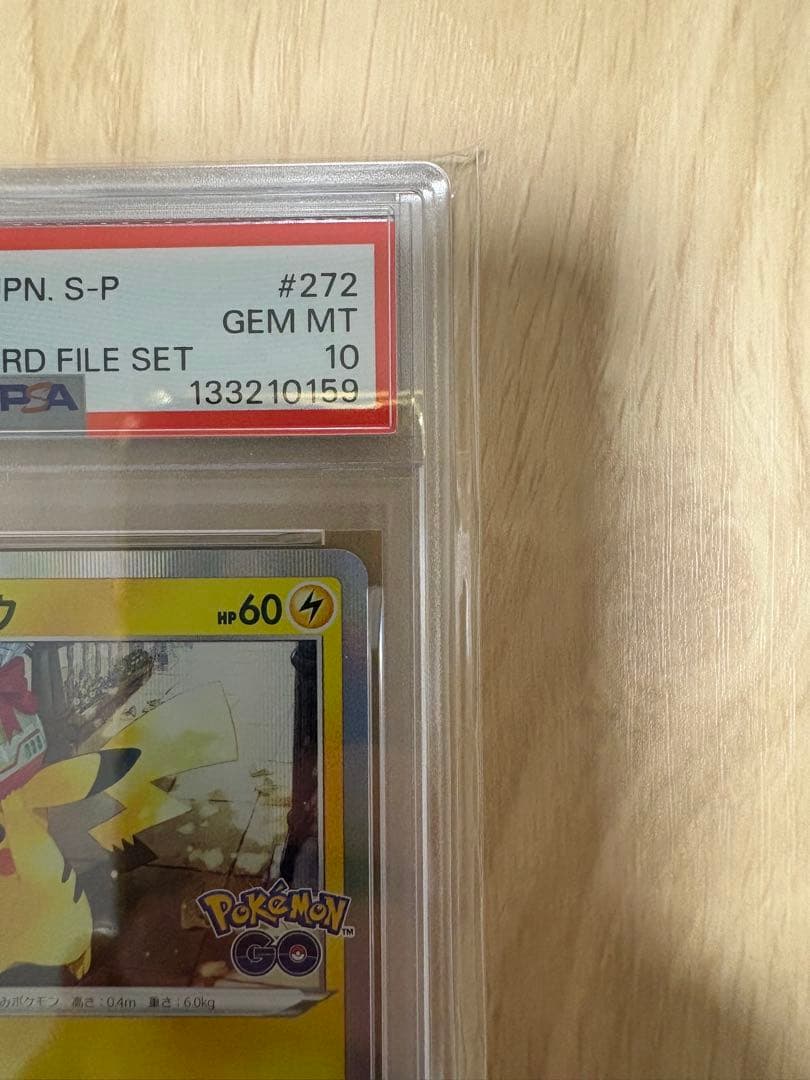 JPN. S-P #272
GEM MT
RD FILE SET 10
PSA 133210159
ウ HP60
Pokémon
GO
みポケモン 高さ:0.4m 重さ:6.0kg